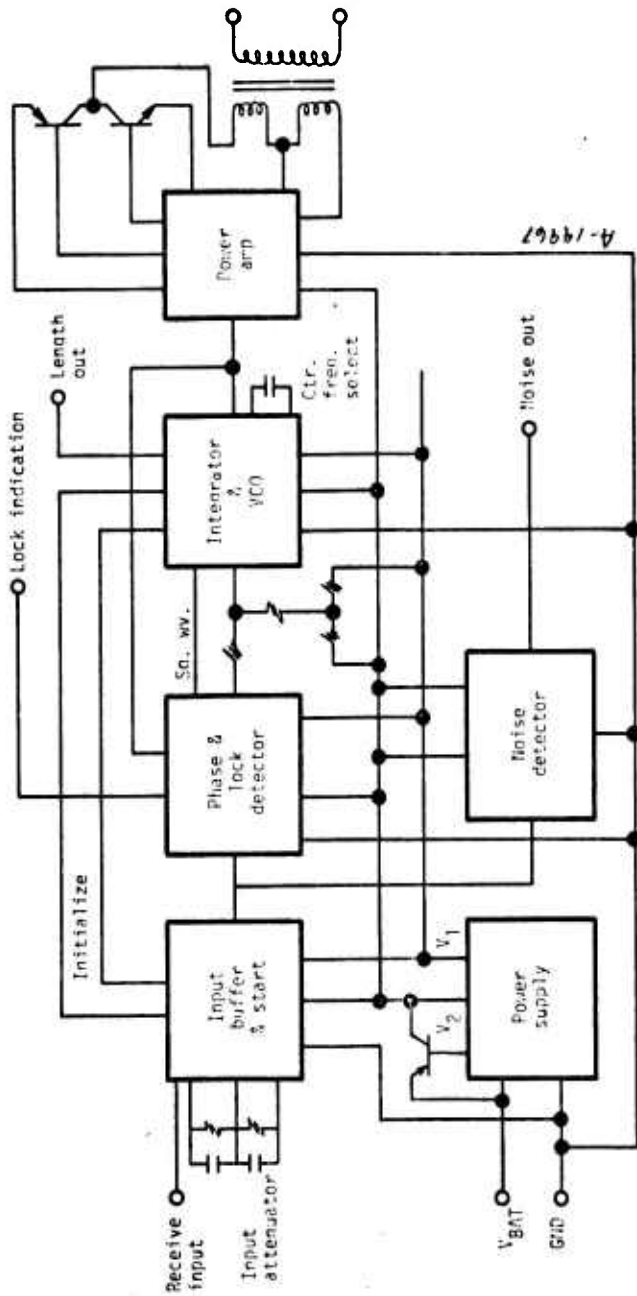 Lock indication
Length
out
Initialize
Receive
input
Input
attenuator
Input
buffer
& start
Phase &
lock
detector
Sq. wv.
Integrator
&
VCO
Ctr.
freq.
select
Power
amp
A-19967
V1
V2
Power
supply
VBAT
GND
Noise
detector
Noise out